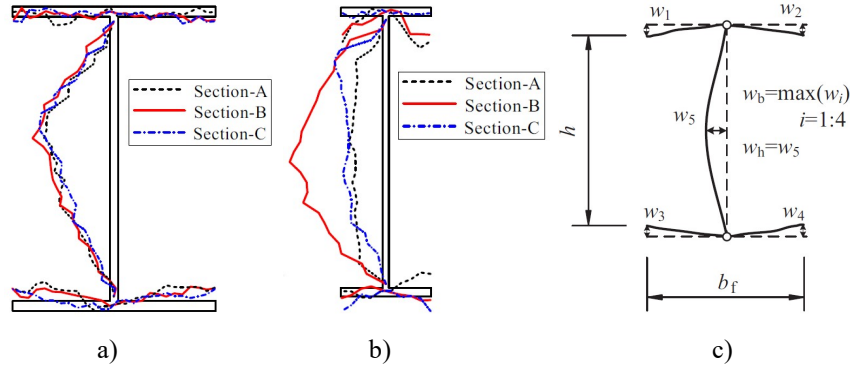 Section-A
Section-B
Section-C
a)
Section-A
Section-B
Section-C
b)
w1
w2
h
w5
wb=max(wi)
i=1:4
wh=w5
w3
w4
bf
c)